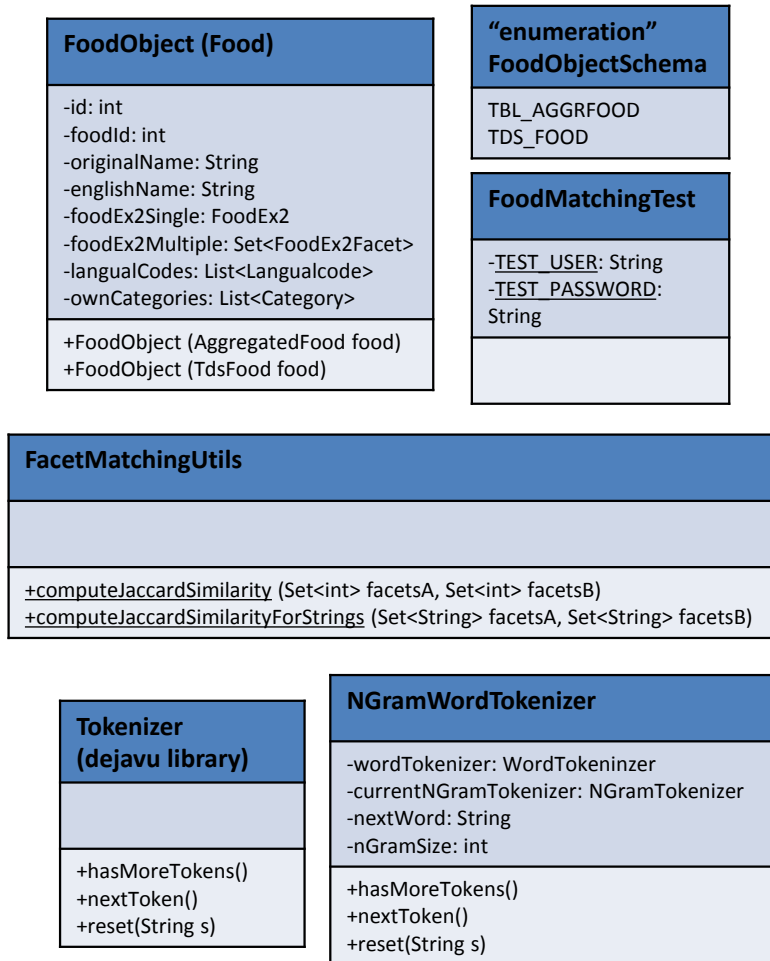 FoodObject (Food)
-id: int
-foodId: int
-originalName: String
-englishName: String
-foodEx2Single: FoodEx2
-foodEx2Multiple: Set<FoodEx2Facet>
-langualCodes: List<Langualcode>
-ownCategories: List<Category>
+FoodObject (AggregatedFood food)
+FoodObject (TdsFood food)
“enumeration”
FoodObjectSchema
TBL_AGGRFOOD
TDS_FOOD
FoodMatchingTest
-TEST_USER: String
-TEST_PASSWORD:
String
FacetMatchingUtils
+computeJaccardSimilarity (Set<int> facetsA, Set<int> facetsB)
+computeJaccardSimilarityForStrings (Set<String> facetsA, Set<String> facetsB)
Tokenizer
(dejavu library)
+hasMoreTokens()
+nextToken()
+reset(String s)
NGramWordTokenizer
-wordTokenizer: WordTokeninzer
-currentNGramTokenizer: NGramTokenizer
-nextWord: String
-nGramSize: int
+hasMoreTokens()
+nextToken()
+reset(String s)